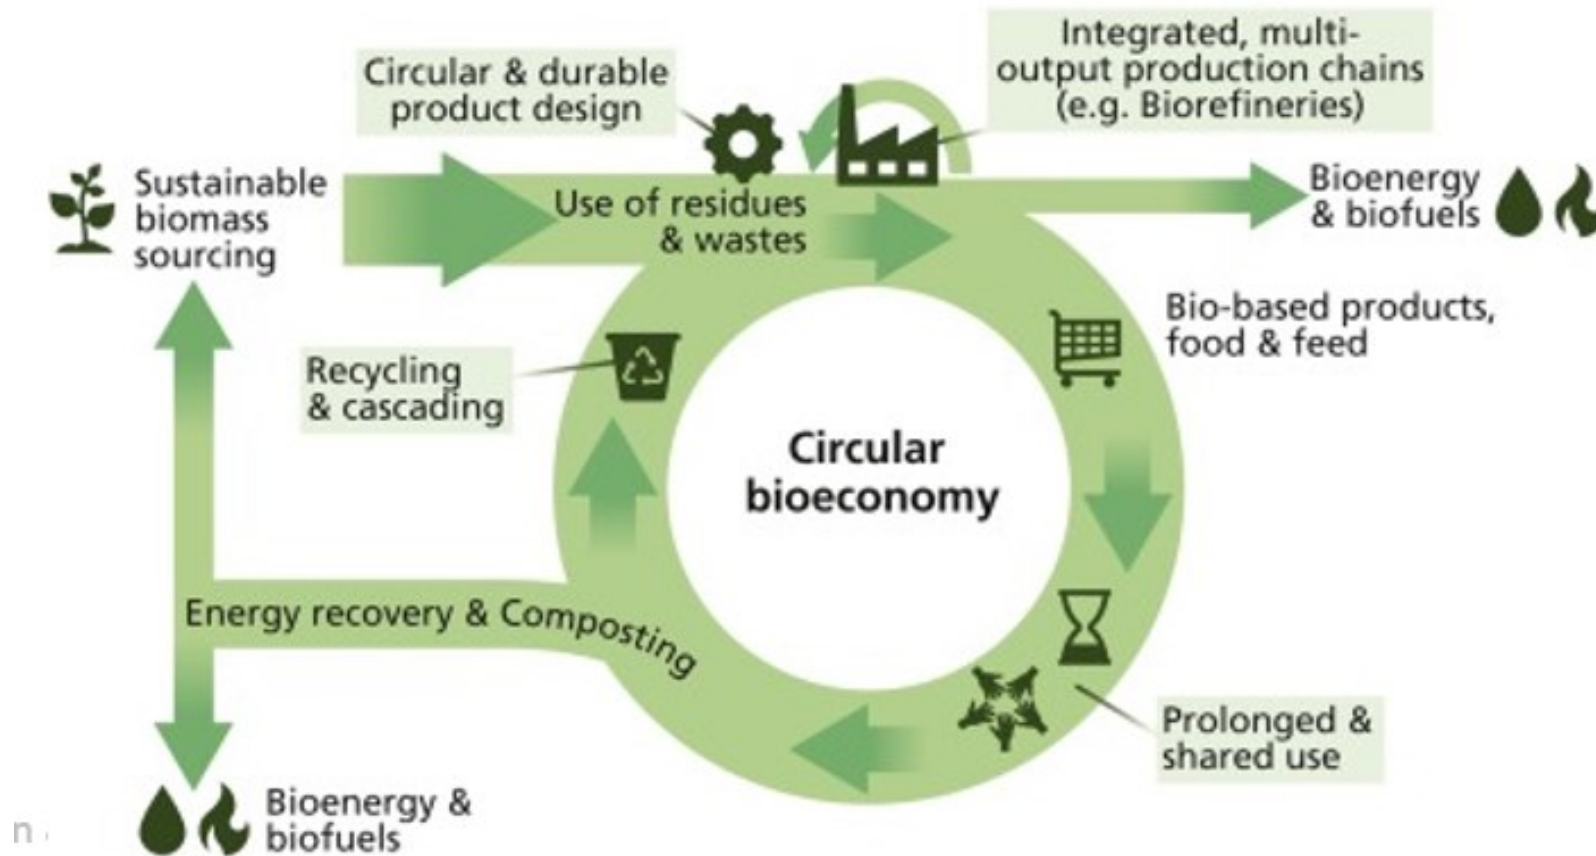 Circular & durable
product design
Integrated, multi-
output production chains
(e.g. Biorefineries)
Sustainable
biomass
sourcing
Use of residues
& wastes
Bioenergy
& biofuels
Bio-based products,
food & feed
Recycling
& cascading
Circular
bioeconomy
Energy recovery & Composting
Prolonged &
shared use
Bioenergy &
biofuels
n